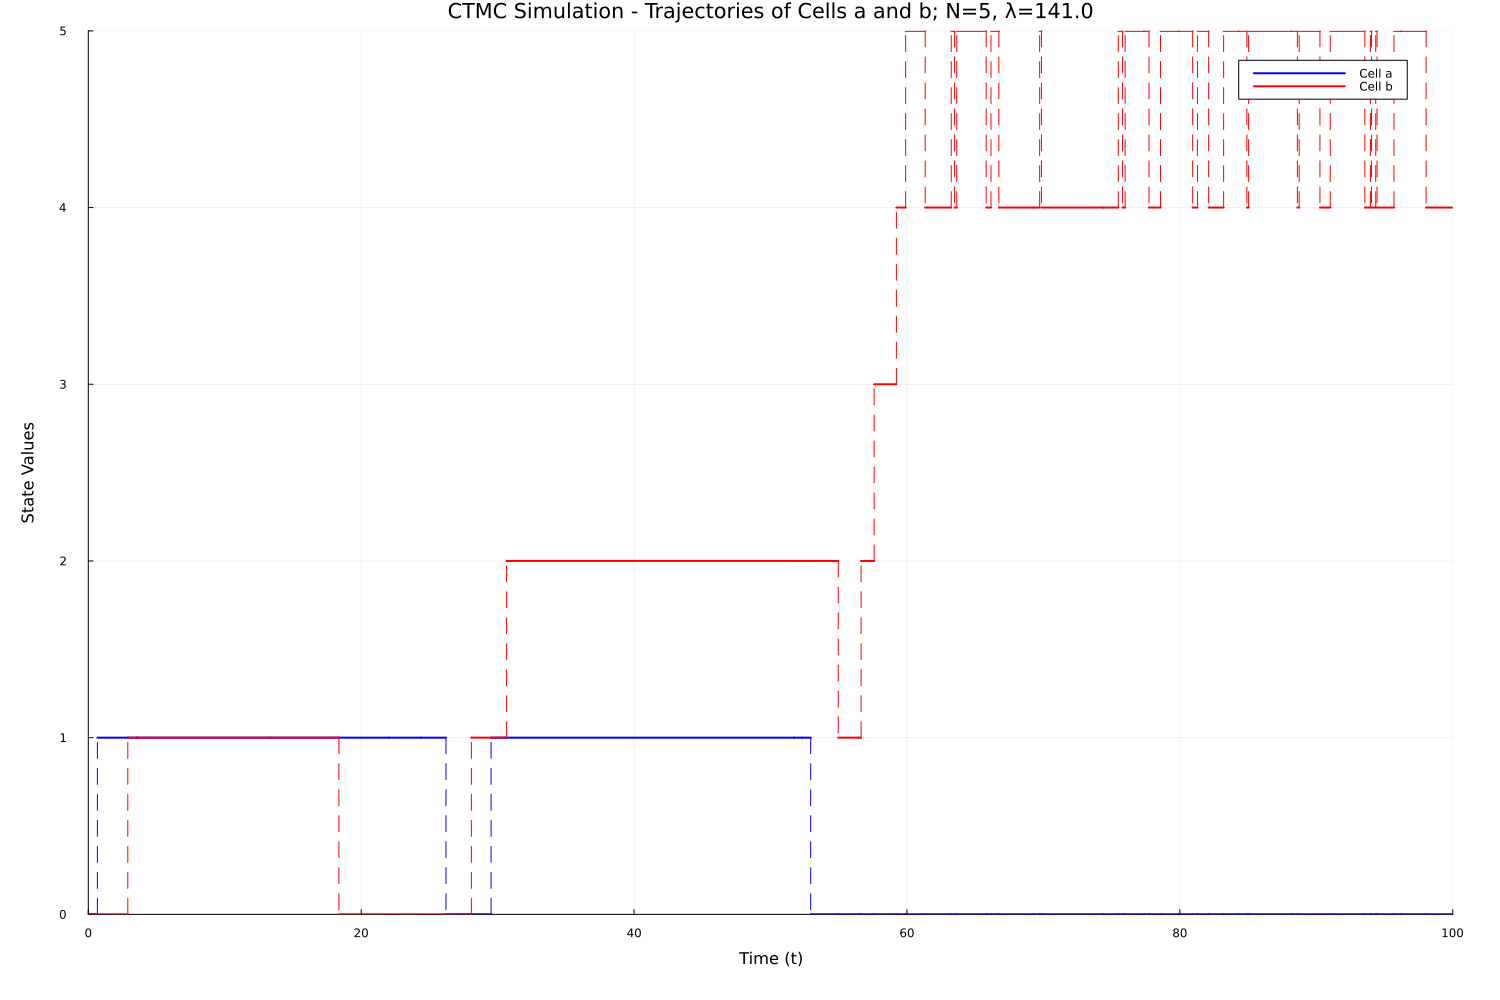 CTMC Simulation - Trajectories of Cells a and b; N=5, λ=141.0
5
Cell a
Cell b
4
State Values
3
2
1
0
0 20 40 60 80 100
Time (t)